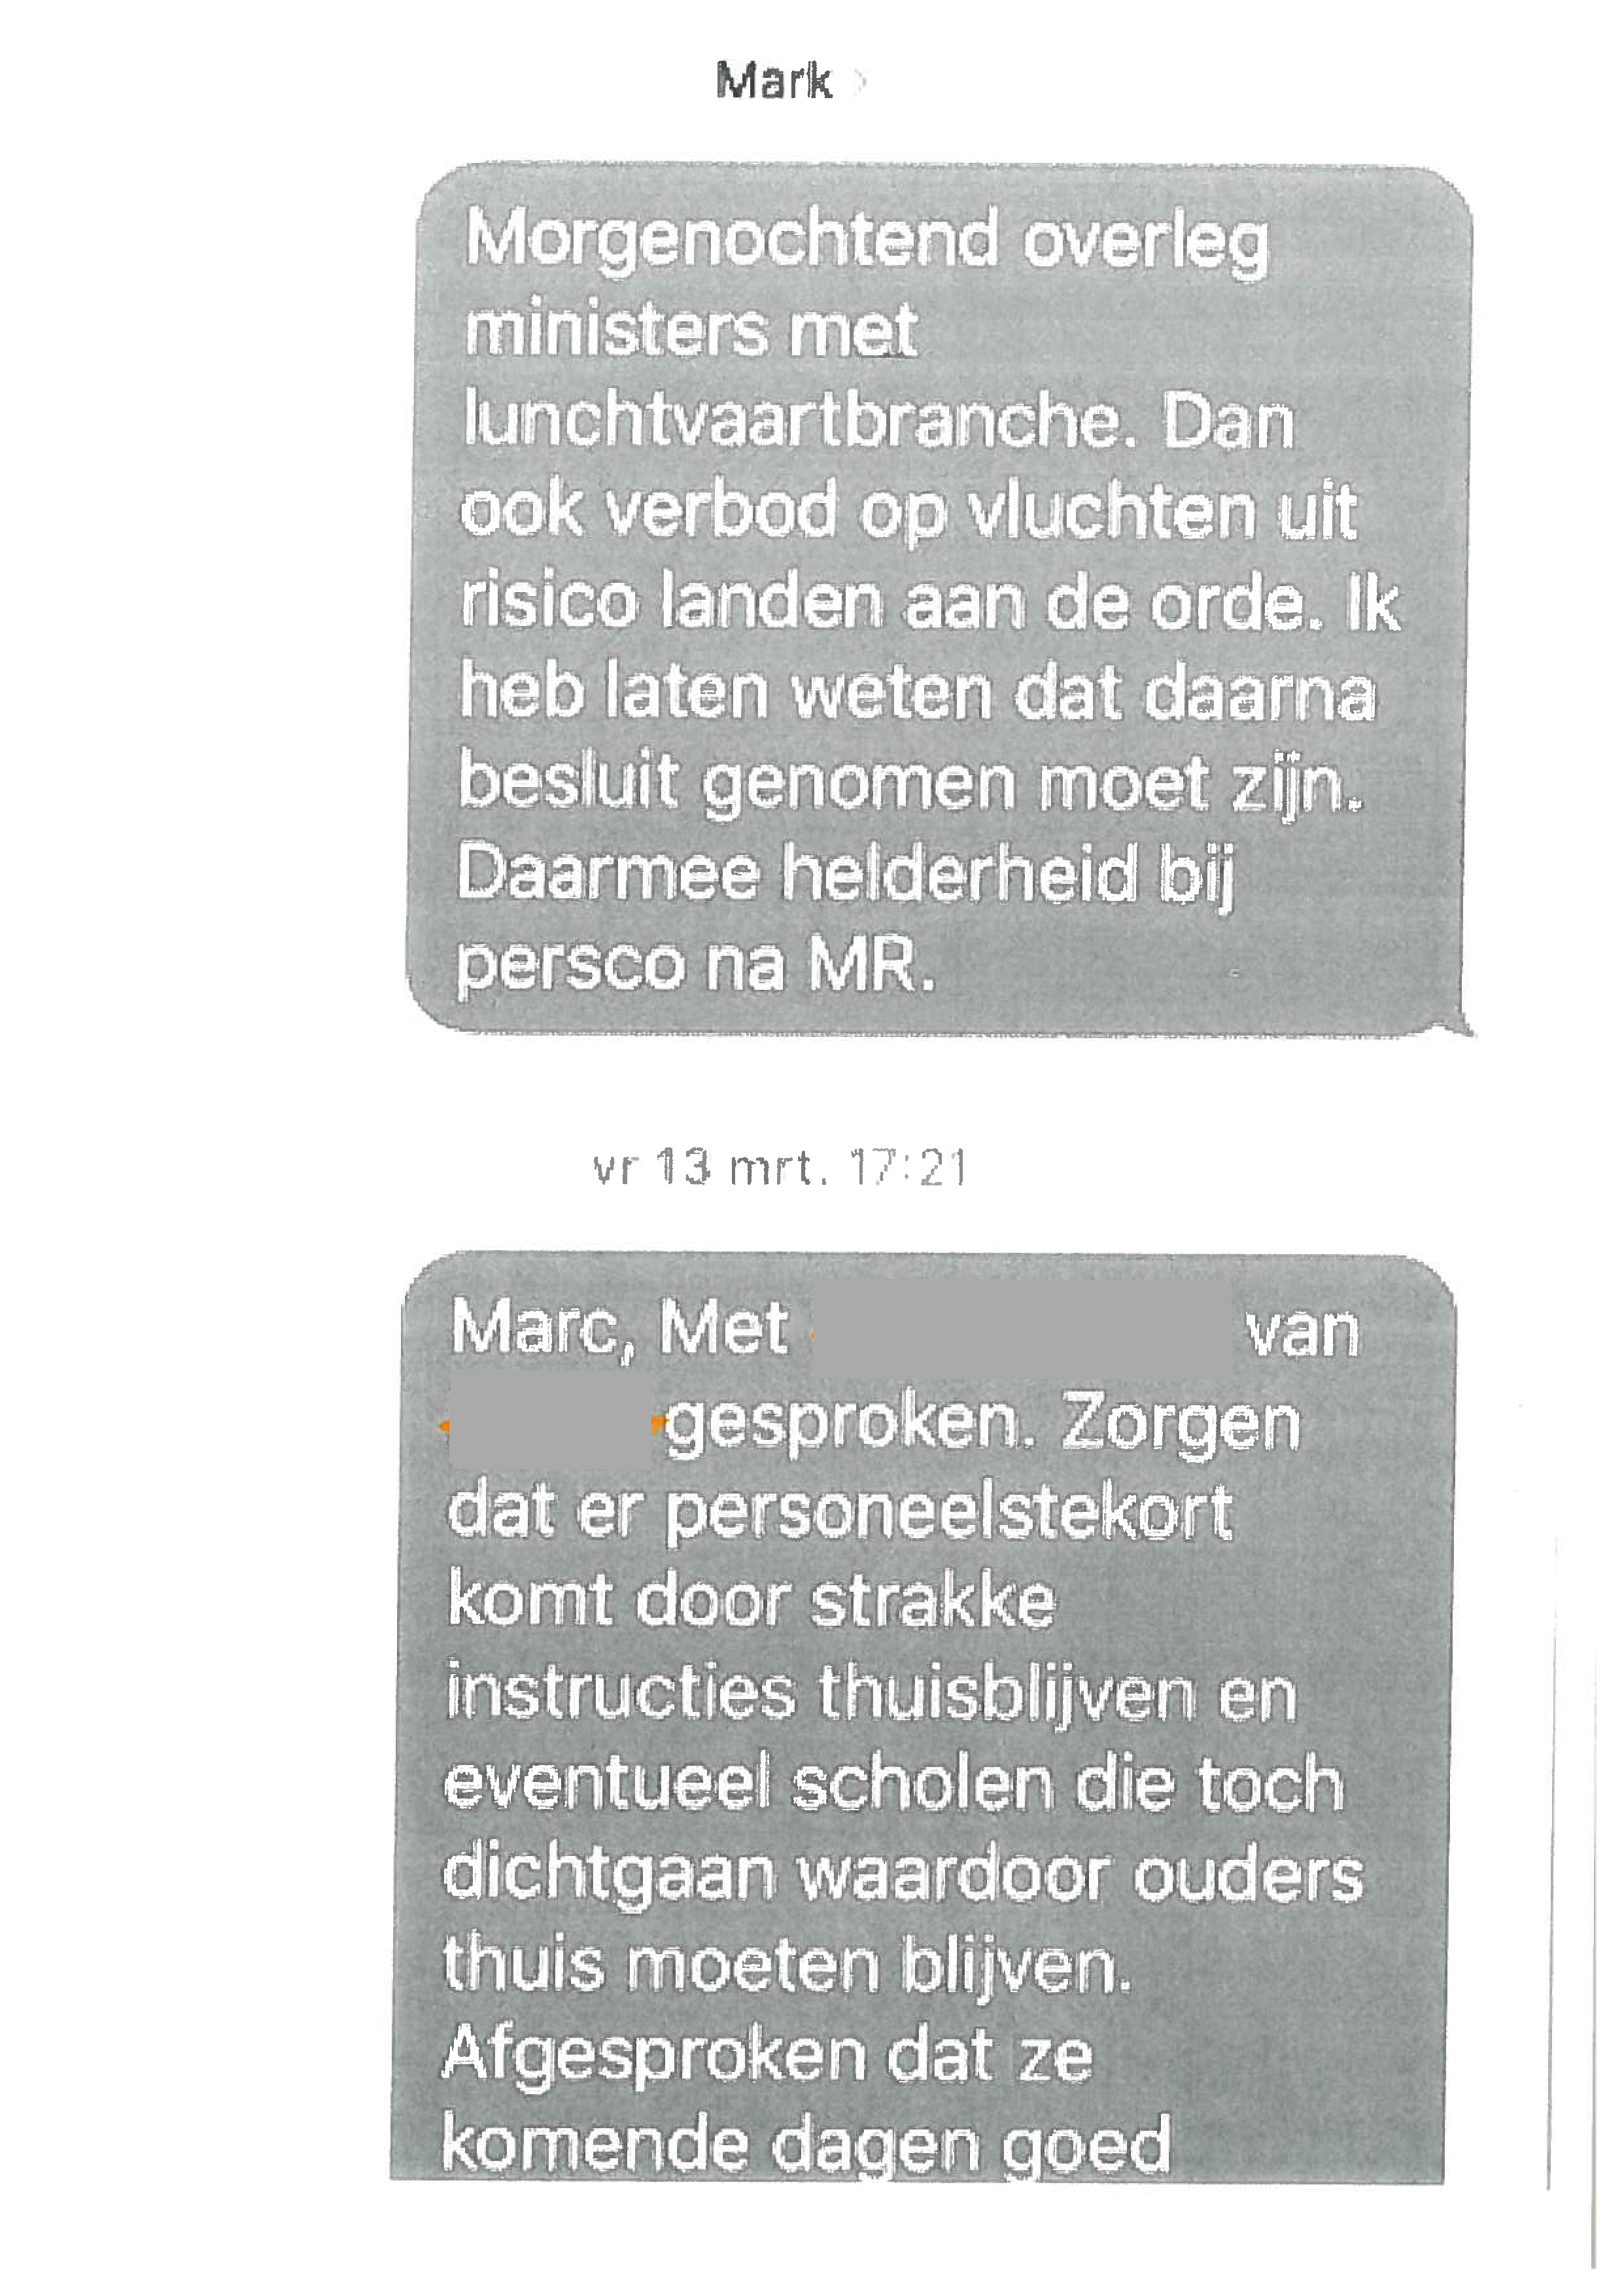 Mark
Morgenochtend overleg
ministers met
lunchtvaartbranche. Dan
ook verbod op vluchten uit
risico landen aan de orde. Ik
heb laten weten dat daarna
besluit genomen moet zijn.
Daarmee helderheid bij
persco na MR.
vr 13 mrt. 17:21
Marc, Met van
gesproken. Zorgen
dat er personeelstekort
komt door strakke
instructies thuisblijven en
eventueel scholen die toch
dichtgaan waardoor ouders
thuis moeten blijven.
Afgesproken dat ze
komende dagen goed